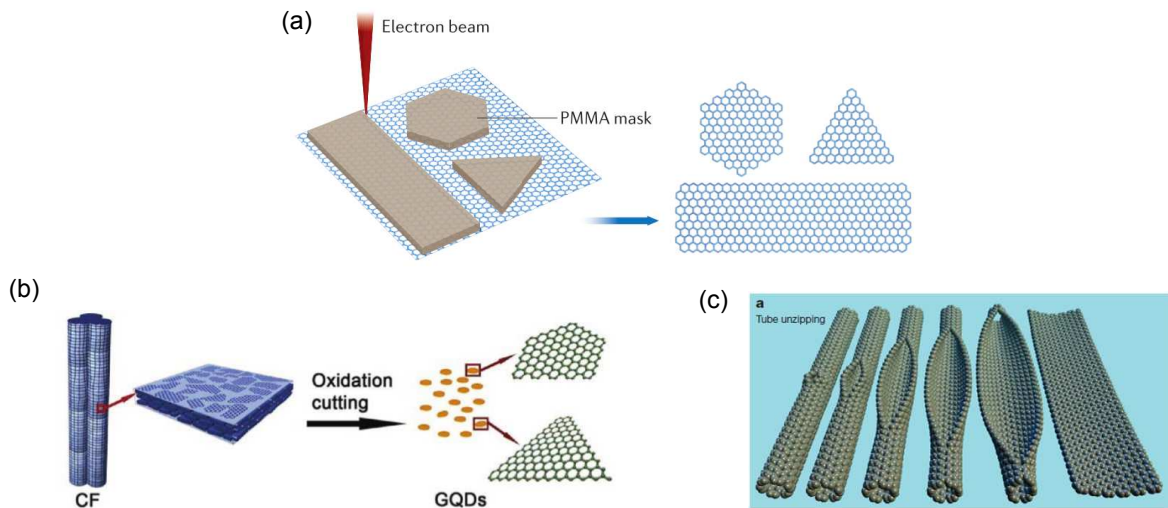 (a)
Electron beam
PMMA mask
(b)
Oxidation
cutting
CF
GQDs
(c)
a
Tube unzipping